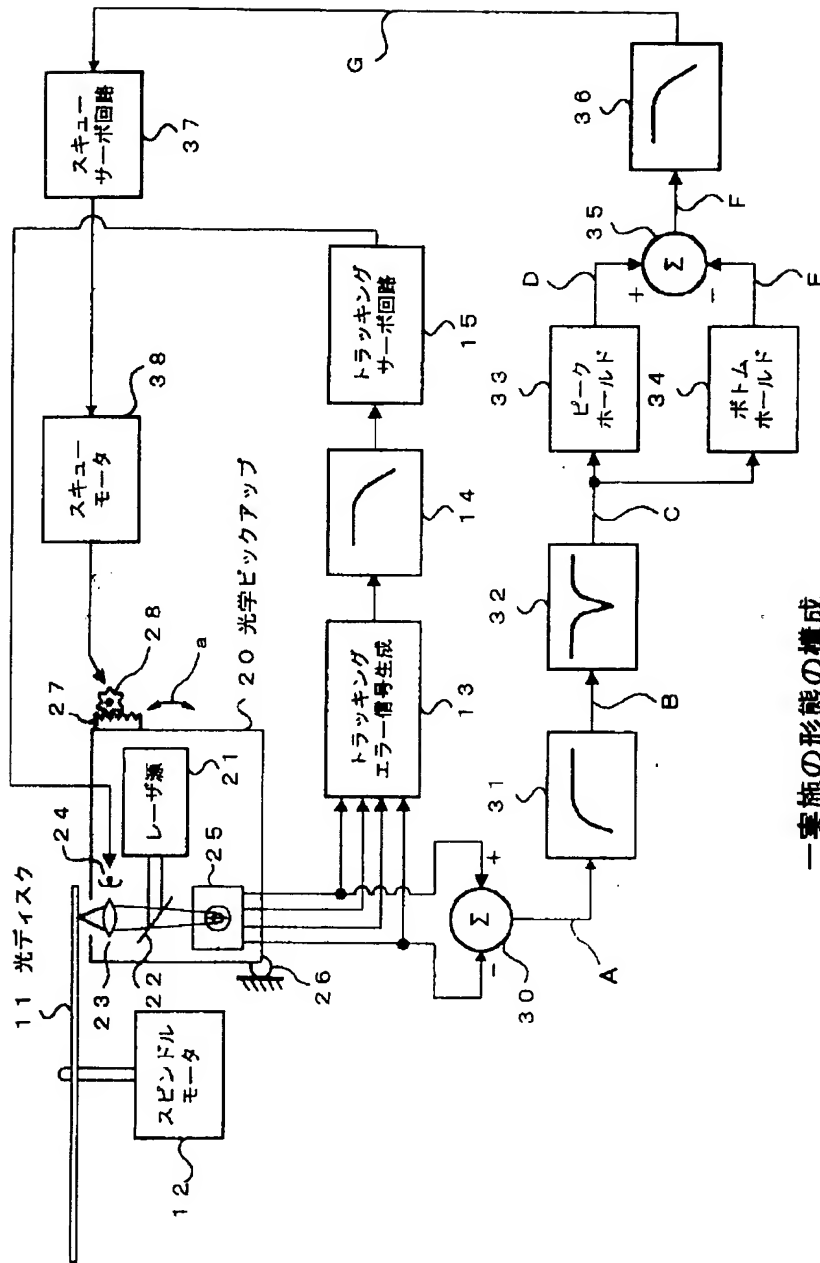 11 光ディスク
スピンドル
モータ
12
23
22
24
レーザ源
21
25
26
20 光学ピックアップ
27
28
a
スキュー
モータ
38
スキュー
サーボ回路
37
トラッキング
エラー信号生成
13
14
トラッキング
サーボ回路
15
+
−
Σ
30
A
31
B
32
C
ピーク
ホールド
33
ボトム
ホールド
34
D
E
+
−
Σ
35
F
36
G
一実施の形態の構成